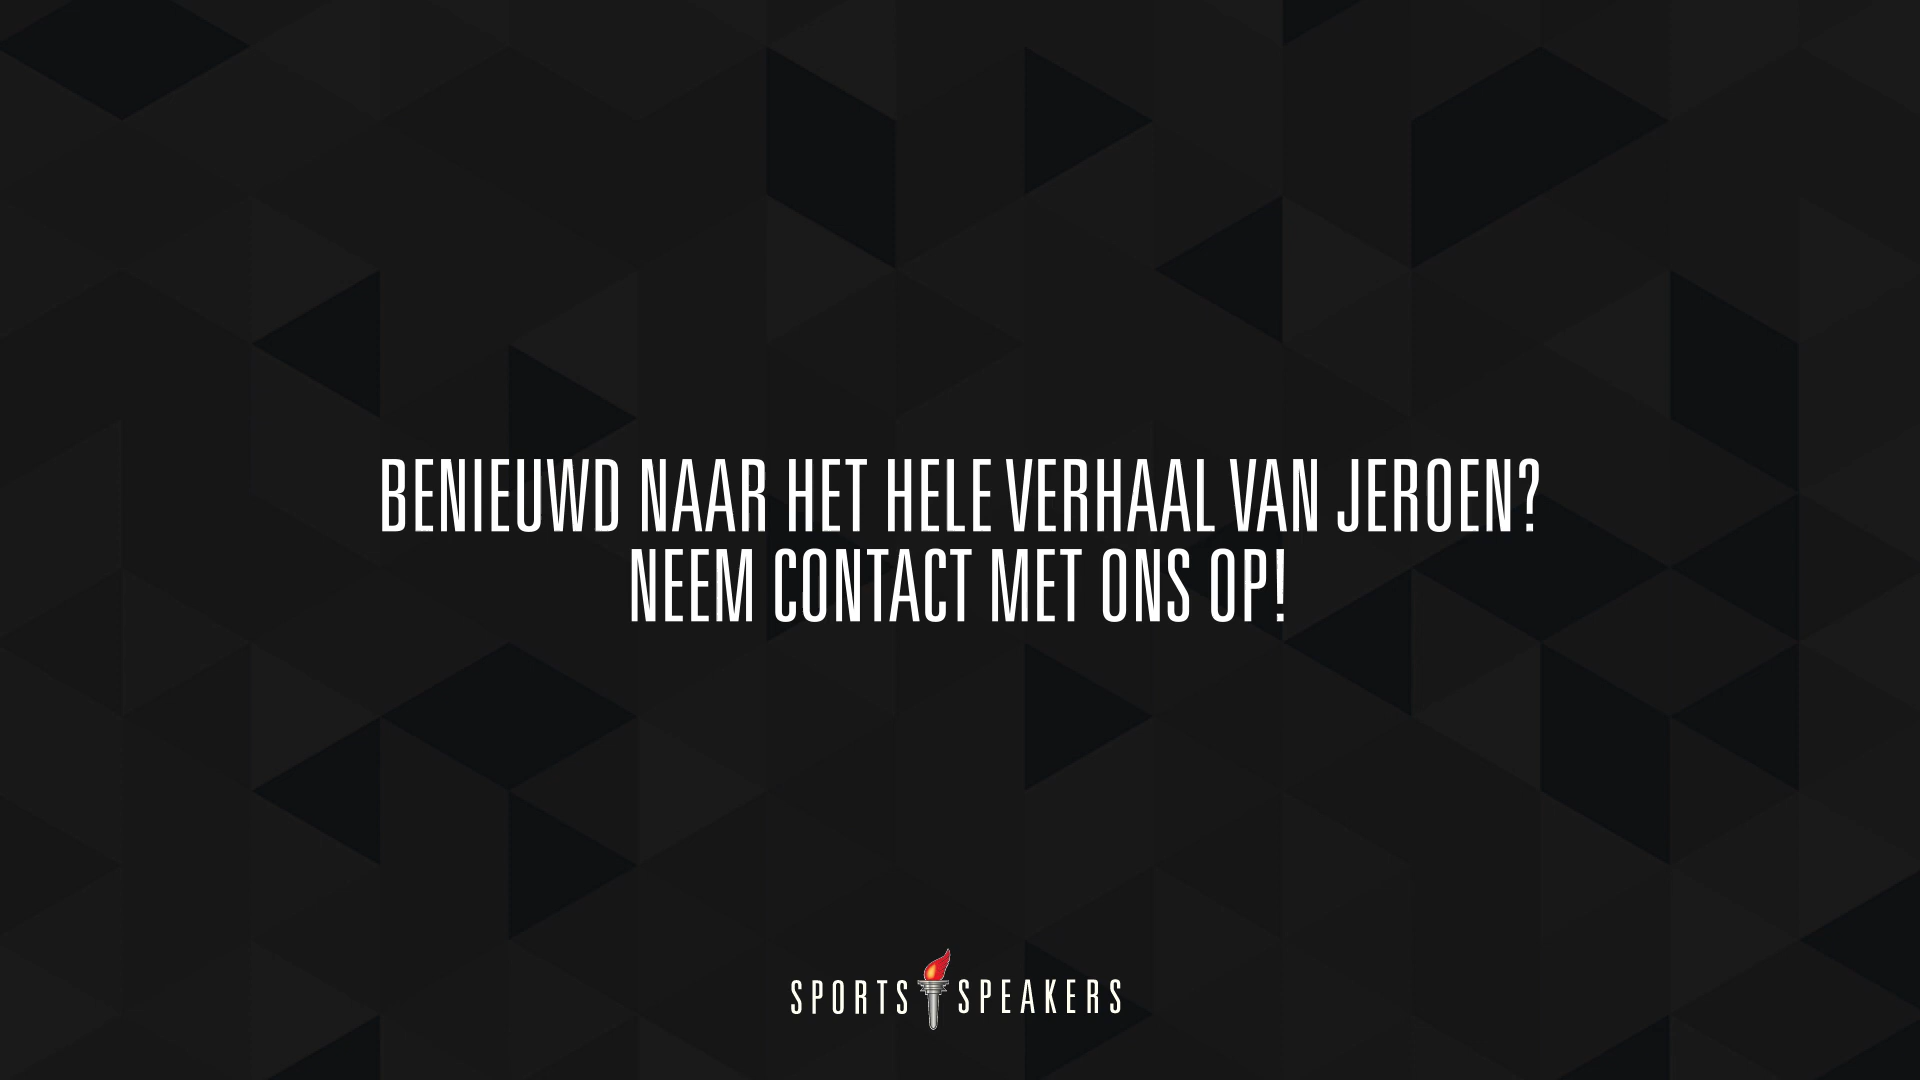 BENIEUWD NAAR HET HELE VERHAAL VAN JEROEN?
NEEM CONTACT MET ONS OP!
SPORTS SPEAKERS